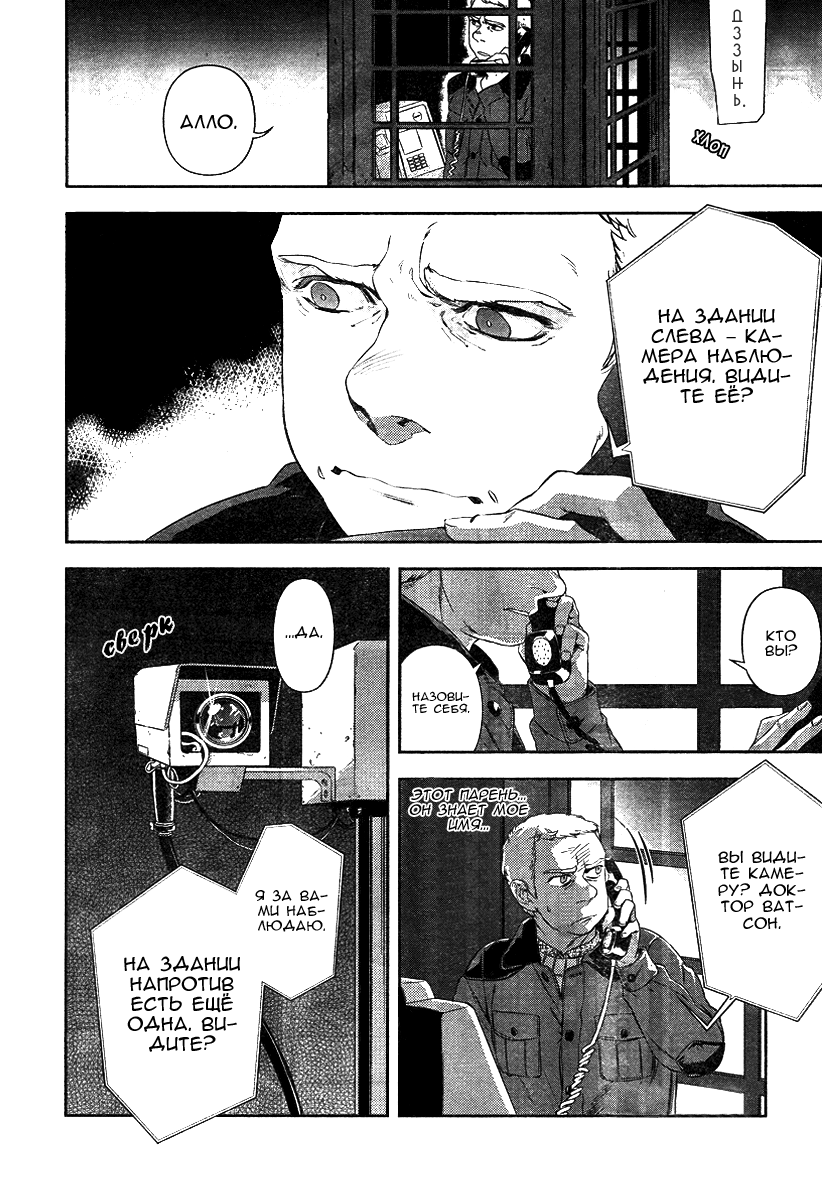 ДЗЗЫНЬ.
ХЛОП
АЛЛО.
НА ЗДАНИИ
СЛЕВА – КА-
МЕРА НАБЛЮ-
ДЕНИЯ. ВИДИ-
ТЕ ЕЁ?
КТО
ВЫ?
НАЗОВИ-
ТЕ СЕБЯ.
ВЫ ВИДИ-
ТЕ КАМЕ-
РУ? ДОК-
ТОР ВАТ-
СОН.
ЭТОТ ПАРЕНЬ...
ОН ЗНАЕТ МОЕ
ИМЯ...
...ДА.
сверк
Я ЗА ВА-
МИ НАБ-
ЛЮДАЮ.
НА ЗДАНИИ
НАПРОТИВ
ЕСТЬ ЕЩЁ
ОДНА. ВИ-
ДИТЕ?